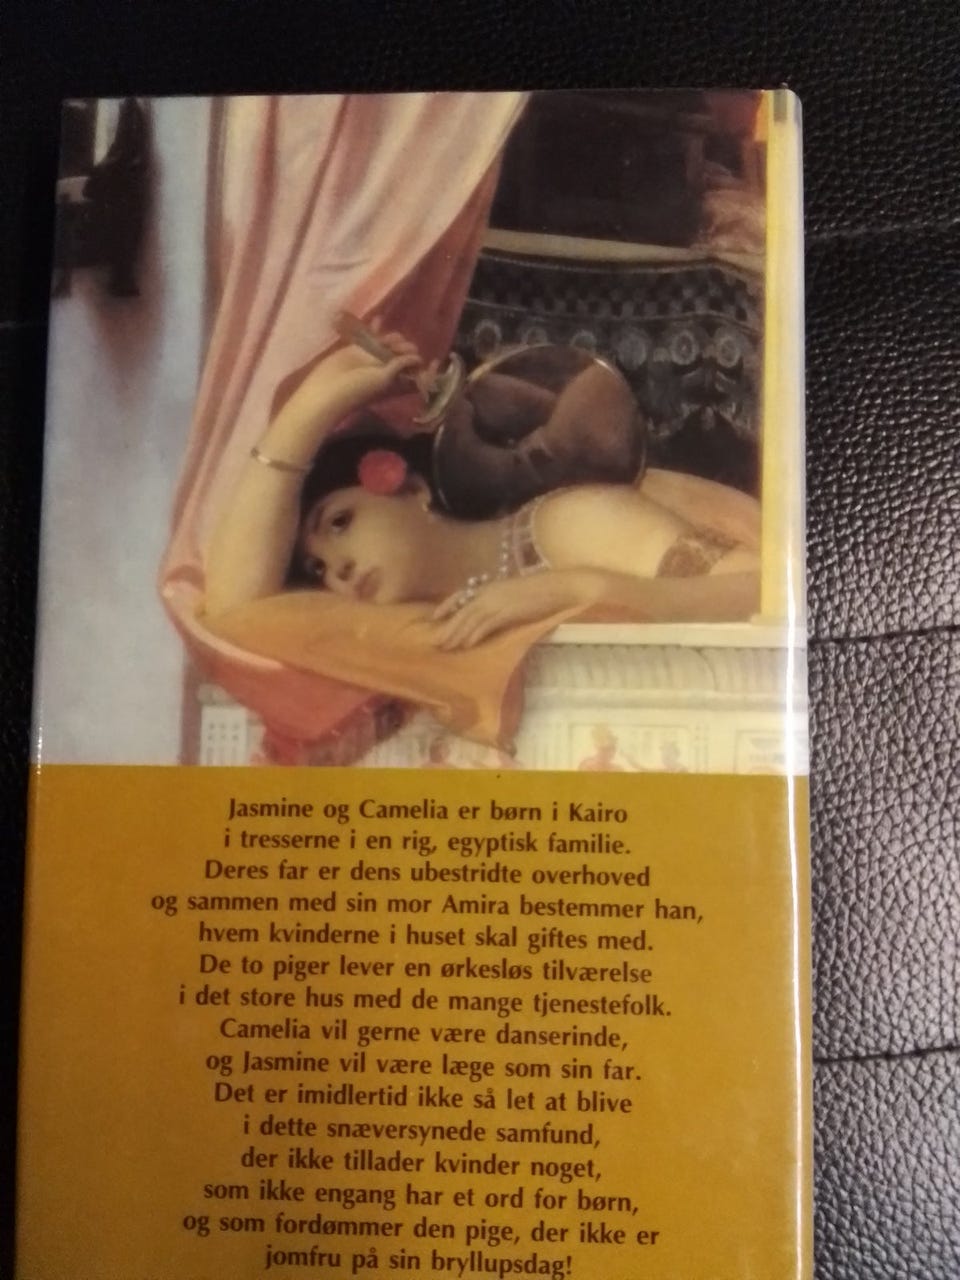 Jasmine og Camelia er børn i Kairo
i tresserne i en rig, egyptisk familie.
Deres far er dens ubestridte overhoved
og sammen med sin mor Amira bestemmer han,
hvem kvinderne i huset skal giftes med.
De to piger lever en ørkesløs tilværelse
i det store hus med de mange tjenestefolk.
Camelia vil gerne være danserinde,
og Jasmine vil være læge som sin far.
Det er imidlertid ikke så let at blive
i dette snæversynede samfund,
der ikke tillader kvinder noget,
som ikke engang har et ord for børn,
og som fordømmer den pige, der ikke er
jomfru på sin bryllupsdag!